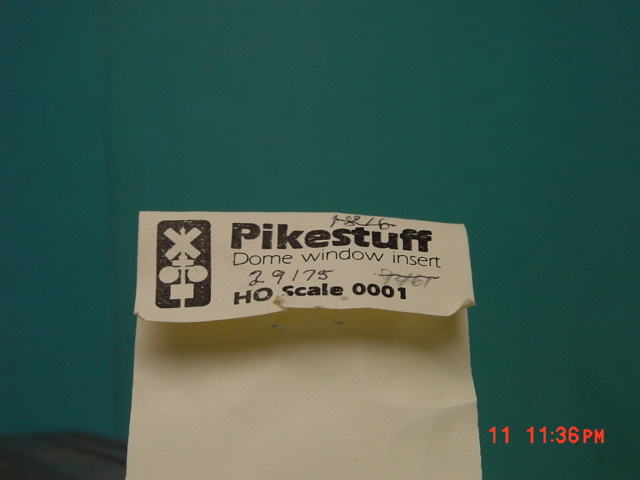 Pikestuff
Dome window insert
29175
HO Scale 0001
11 11:36PM